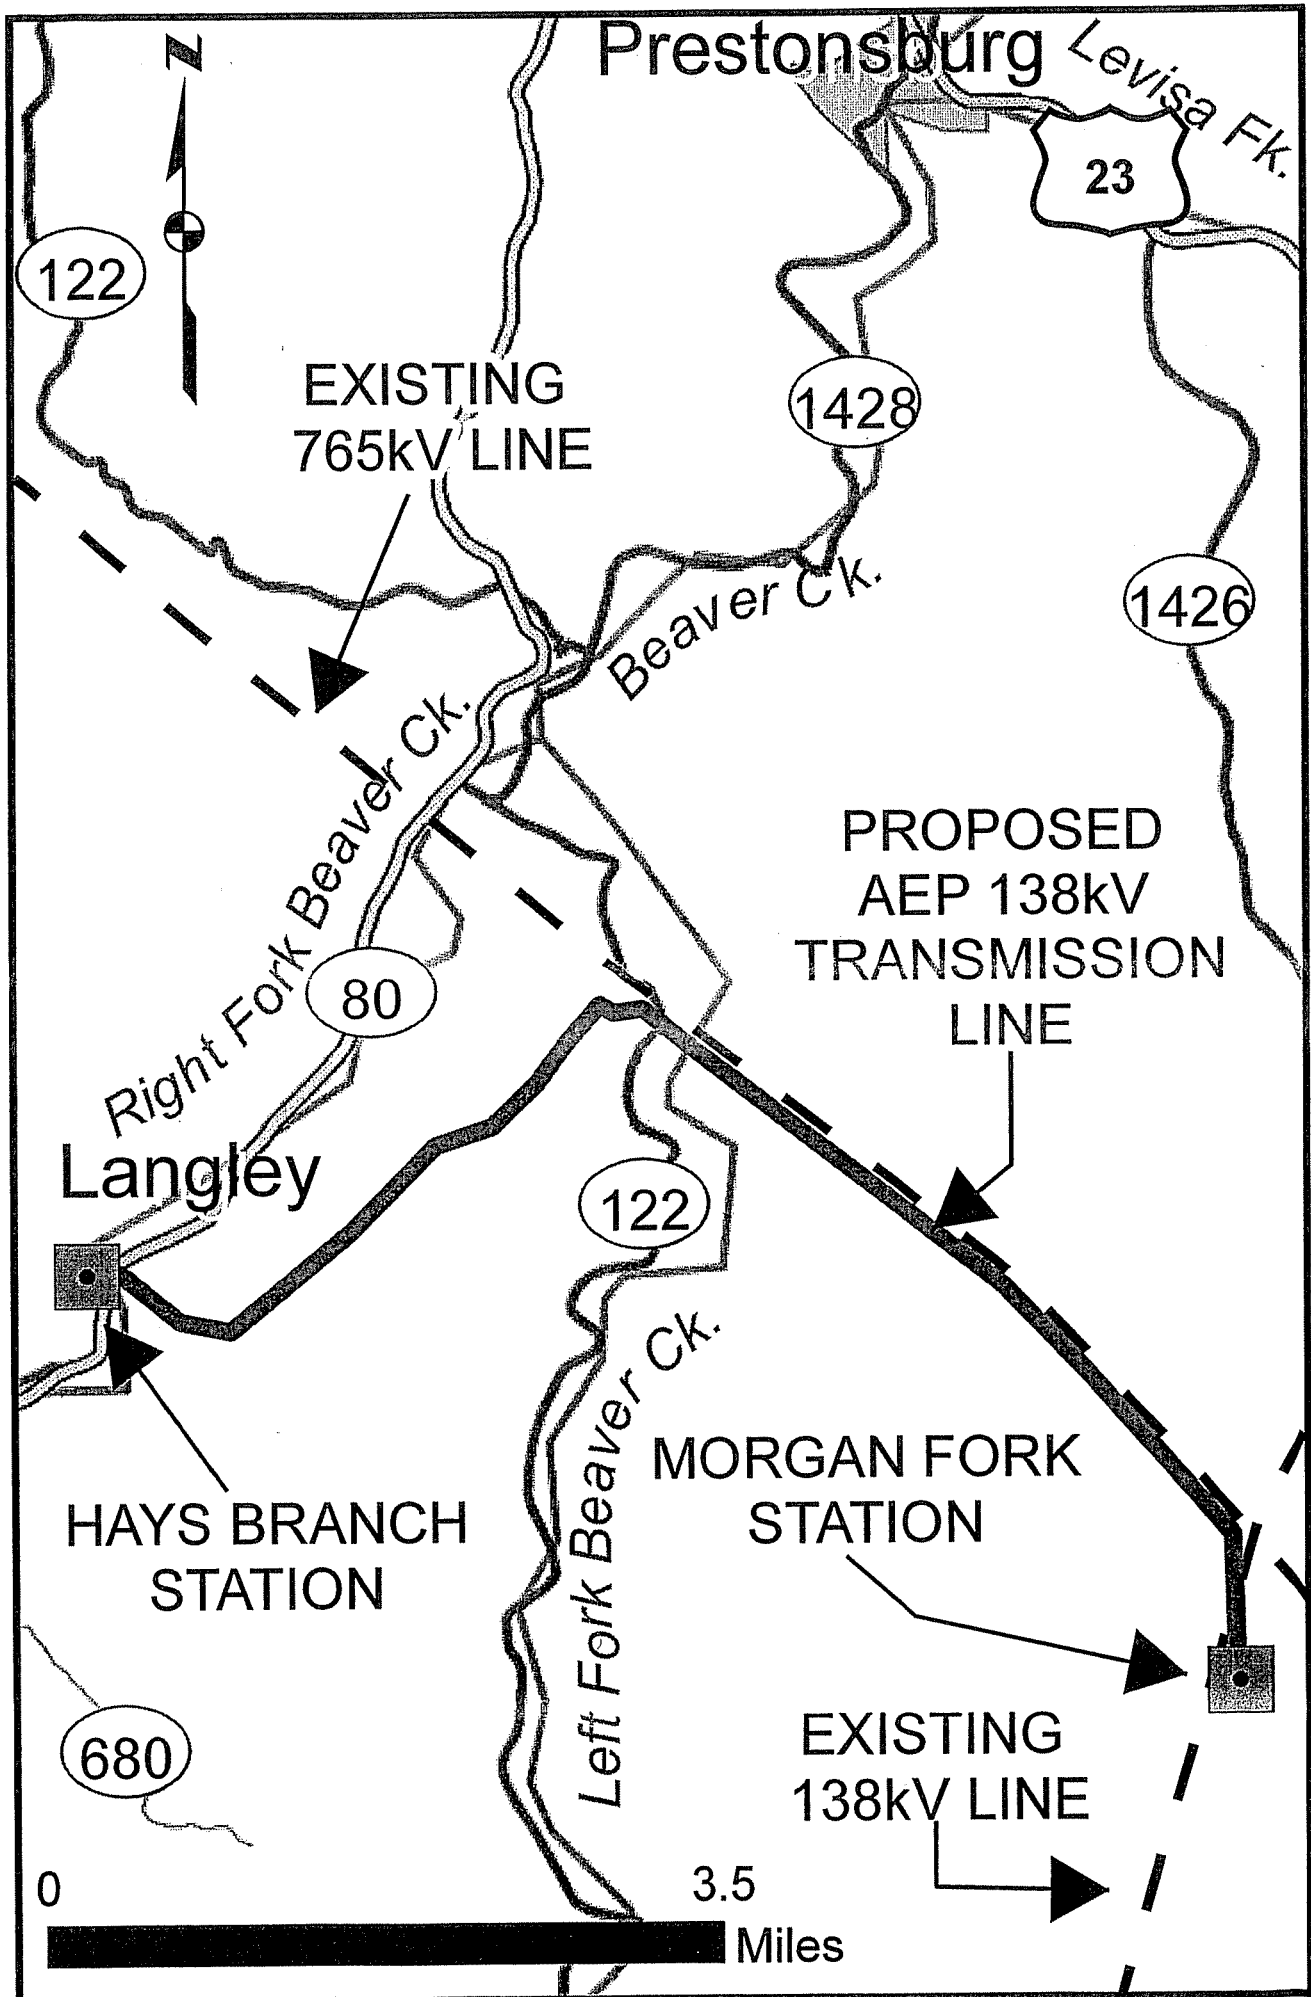 Prestonsburg
Levisa Fk.
N
23
122
EXISTING
765kV LINE
1428
1426
Beaver Ck.
Right Fork Beaver Ck.
PROPOSED
AEP 138kV
TRANSMISSION
LINE
80
Langley
122
Left Fork Beaver Ck.
MORGAN FORK
STATION
HAYS BRANCH
STATION
680
EXISTING
138kV LINE
0
3.5
Miles